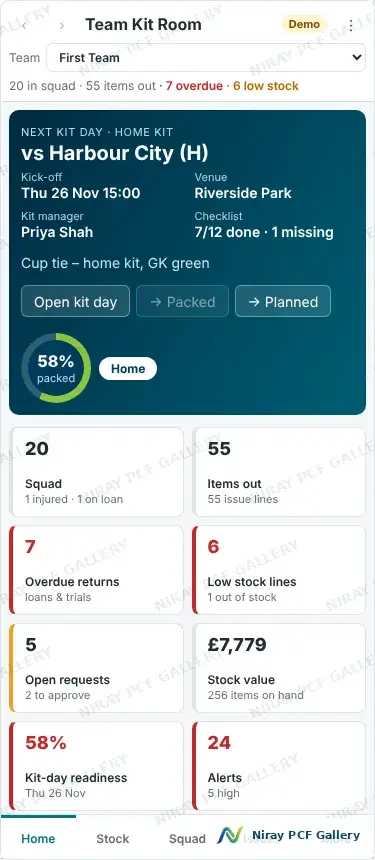 Team Kit Room
Demo
Team
First Team
20 in squad · 55 items out · 7 overdue · 6 low stock
NEXT KIT DAY · HOME KIT
vs Harbour City (H)
Kick-off
Thu 26 Nov 15:00
Venue
Riverside Park
Kit manager
Priya Shah
Checklist
7/12 done · 1 missing
Cup tie – home kit, GK green
Open kit day
→ Packed
→ Planned
58%
packed
Home
20
Squad
1 injured · 1 on loan
55
Items out
55 issue lines
7
Overdue returns
loans & trials
6
Low stock lines
1 out of stock
5
Open requests
2 to approve
£7,779
Stock value
256 items on hand
58%
Kit-day readiness
Thu 26 Nov
24
Alerts
5 high
Home
Stock
Squad
Niray PCF Gallery
NIRAY PCF GALLERY